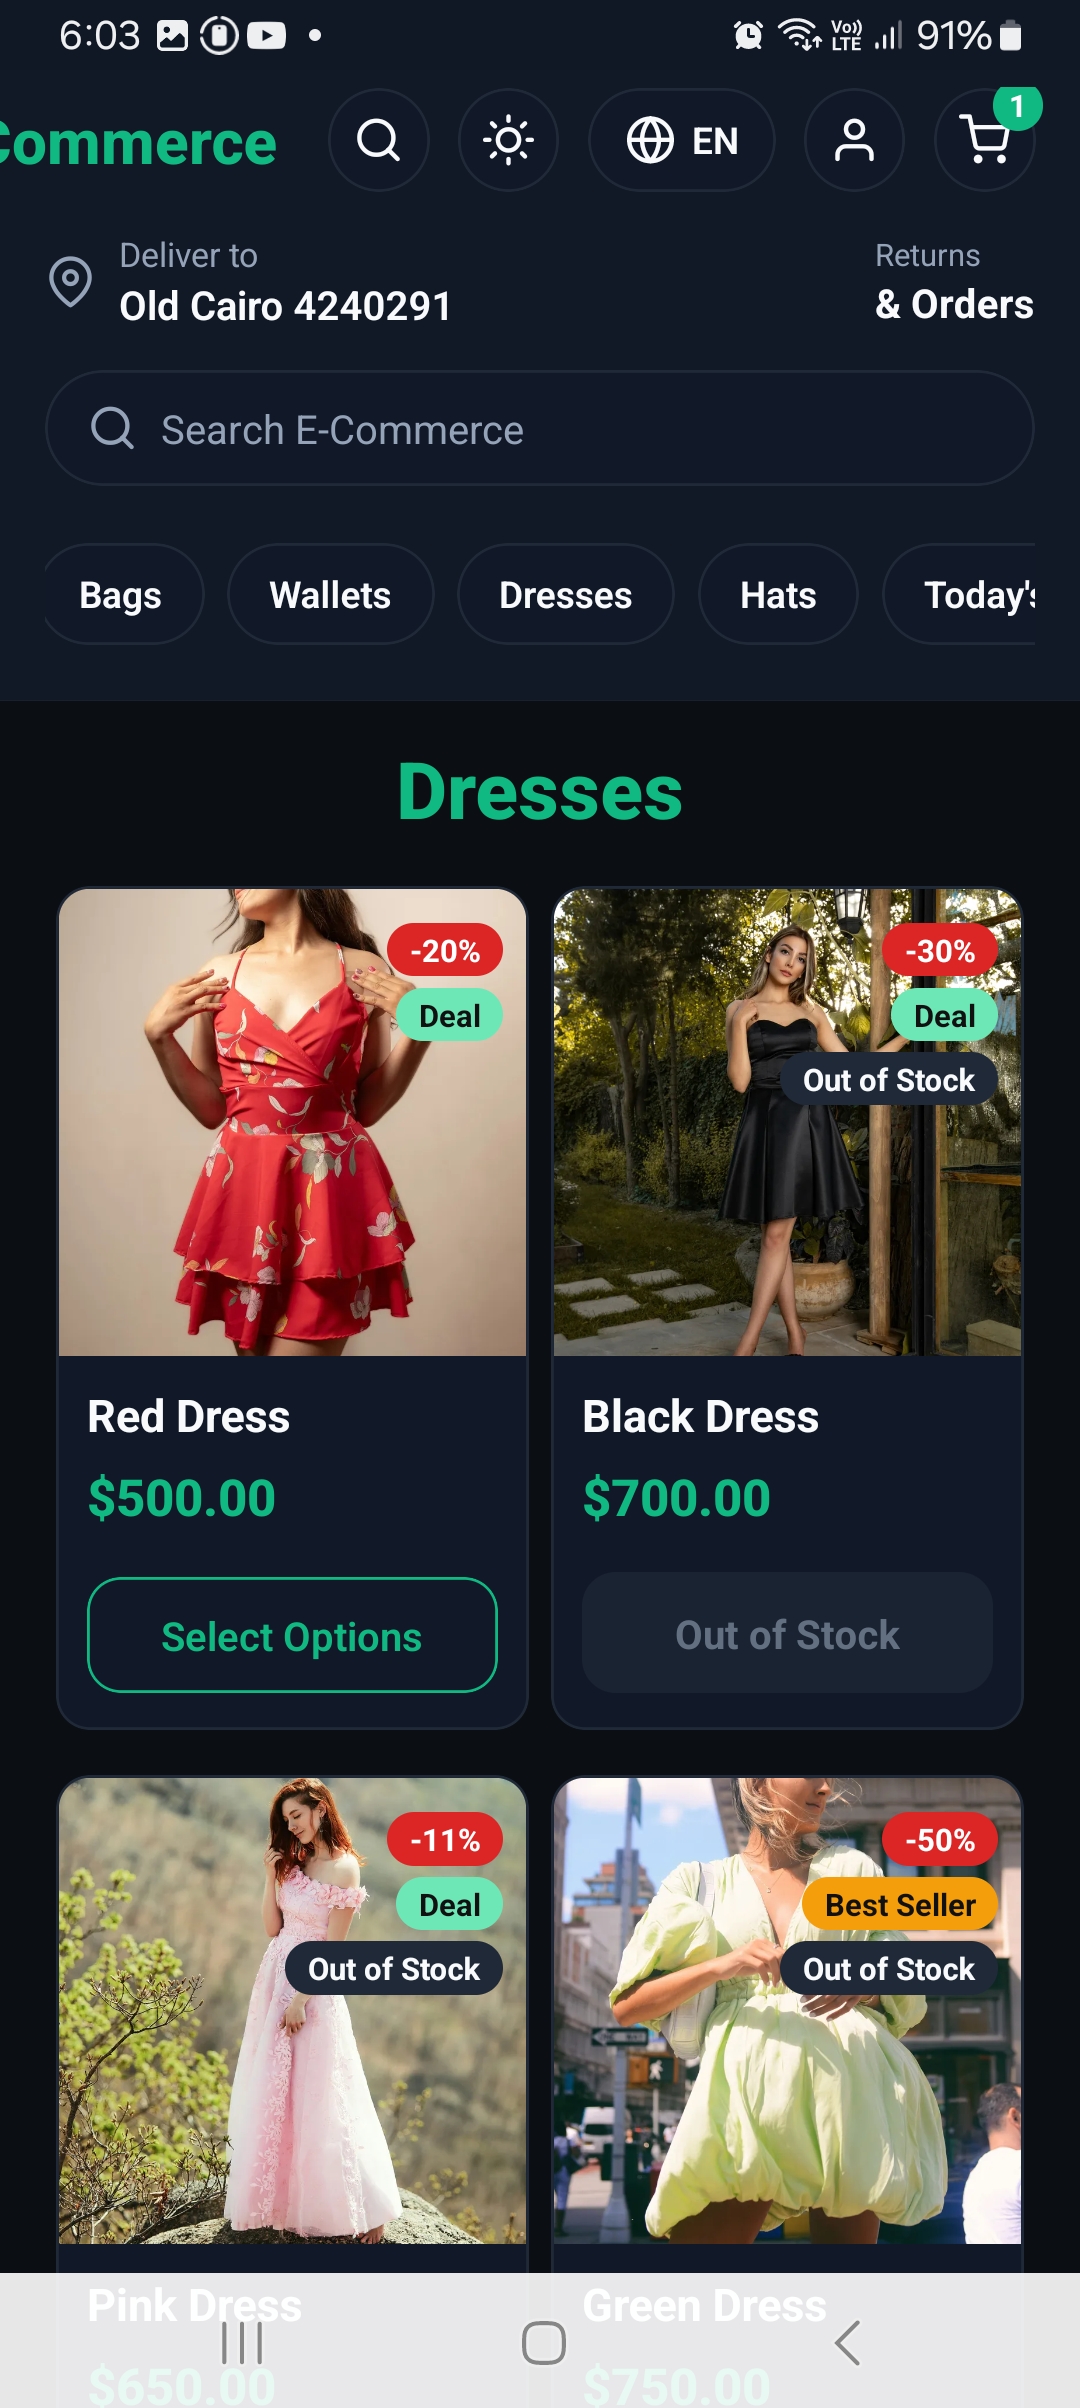 6:03
Vo)) LTE
91%
Commerce
EN
1
Deliver to
Old Cairo 4240291
Returns
& Orders
Search E-Commerce
Bags
Wallets
Dresses
Hats
Today's
Dresses
-20%
Deal
-30%
Deal
Out of Stock
Red Dress
$500.00
Select Options
Black Dress
$700.00
Out of Stock
-11%
Deal
Out of Stock
-50%
Best Seller
Out of Stock
Pink Dress
$650.00
Green Dress
$750.00